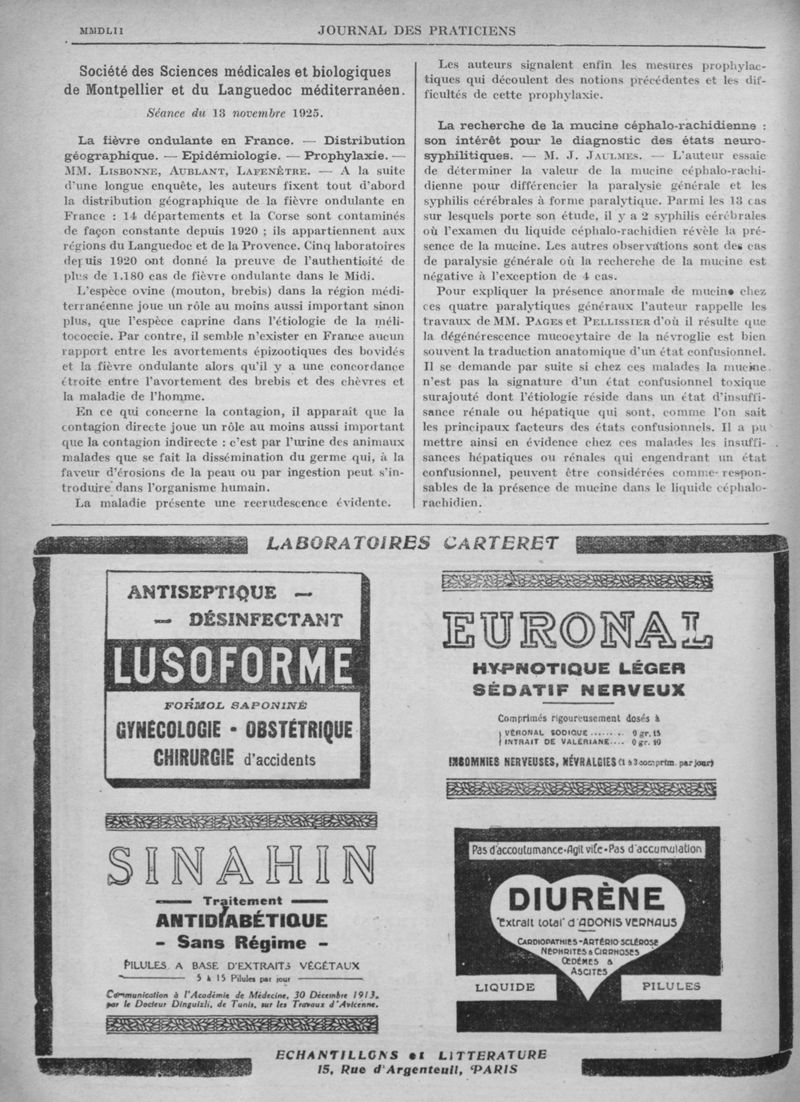 MMDLII
JOURNAL DES PRATICIENS
Société des Sciences médicales et biologiques
de Montpellier et du Languedoc méditerranéen.
Séance du 13 novembre 1925.
La fièvre ondulante en France. — Distribution
géographique. — Epidémiologie. — Prophylaxie. —
MM. Lisbonne, Aublant, Lafenêtre. — A la suite
d'une longue enquête, les auteurs fixent tout d'abord
la distribution géographique de la fièvre ondulante en
France : 14 départements et la Corse sont contaminés
de façon constante depuis 1920 ; ils appartiennent aux
régions du Languedoc et de la Provence. Cinq laboratoires
depuis 1920 ont donné la preuve de l'authenticité de
plus de 1.180 cas de fièvre ondulante dans le Midi.
L'espèce ovine (mouton, brebis) dans la région médi-
terranéenne joue un rôle au moins aussi important sinon
plus, que l'espèce caprine dans l'étiologie de la méli-
tococcie. Par contre, il semble n'exister en France aucun
rapport entre les avortements épizootiques des bovidés
et la fièvre ondulante alors qu'il y a une concordance
étroite entre l'avortement des brebis et des chèvres et
la maladie de l'homme.
En ce qui concerne la contagion, il apparait que la
contagion directe joue un rôle au moins aussi important
que la contagion indirecte : c'est par l'urine des animaux
malades que se fait la dissémination du germe qui, à la
faveur d'érosions de la peau ou par ingestion peut s'in-
troduire dans l'organisme humain.
La maladie présente une recrudescence évidente.
Les auteurs signalent enfin les mesures prophylac-
tiques qui découlent des notions précédentes et les dif-
ficultés de cette prophylaxie.
La recherche de la mucine céphalo-rachidienne :
son intérêt pour le diagnostic des états neuro-
syphilitiques. — M. J. Jaulmes. — L'auteur essaie
de déterminer la valeur de la mucine céphalo-rachi-
dienne pour différencier la paralysie générale et les
syphilis cérébrales à forme paralytique. Parmi les 13 cas
sur lesquels porte son étude, il y a 2 syphilis cérébrales
où l'examen du liquide céphalo-rachidien révèle la pré-
sence de la mucine. Les autres observations sont des cas
de paralysie générale où la recherche de la mucine est
négative à l'exception de 4 cas.
Pour expliquer la présence anormale de mucine chez
ces quatre paralytiques généraux l'auteur rappelle les
travaux de MM. Pages et Pellissier d'où il résulte que
la dégénérescence mucocytaire de la névroglie est bien
souvent la traduction anatomique d'un état confusionnel.
Il se demande par suite si chez ces malades la mucine
n'est pas la signature d'un état confusionnel toxique
surajouté dont l'étiologie réside dans un état d'insuffi-
sance rénale ou hépatique qui sont, comme l'on sait
les principaux facteurs des états confusionnels. Il a pu
mettre ainsi en évidence chez ces malades les insuffi-
sances hépatiques ou rénales qui engendrant un état
confusionnel, peuvent être considérées comme respon-
sables de la présence de mucine dans le liquide céphalo-
rachidien.
LABORATOIRES CARTERET
ANTISEPTIQUE —
— DÉSINFECTANT
LUSOFORME
FORMOL SAPONINÉ
GYNÉCOLOGIE - OBSTÉTRIQUE
CHIRURGIE d'accidents
EURONAL
HYPNOTIQUE LÉGER
SÉDATIF NERVEUX
Comprimés rigoureusement dosés à
VÉRONAL SODIQUE ........ 0 gr. 15
INTRAIT DE VALÉRIANE.... 0 gr. 10
INSOMNIES NERVEUSES, NÉVRALGIES (1 à 3 comprim. par jour)
SINAHIN
Traitement
ANTIDIABÉTIQUE
- Sans Régime -
PILULES A BASE D'EXTRAITS VÉGÉTAUX
5 à 15 Pilules par jour
Communication à l'Académie de Médecine, 30 Décembre 1913,
par le Docteur Dinguizli, de Tunis, sur les Travaux d'Avicenne.
Pas d'accoutumance-Agit vite-Pas d'accumulation
DIURÈNE
"Extrait total" d'ADONIS VERNALIS
CARDIOPATHIES-ARTÉRIO SCLÉROSE
NÉPHRITES & CIRRHOSES
ŒDÈMES &
ASCITES
LIQUIDE
PILULES
ECHANTILLONS et LITTERATURE
15, Rue d'Argenteuil, PARIS